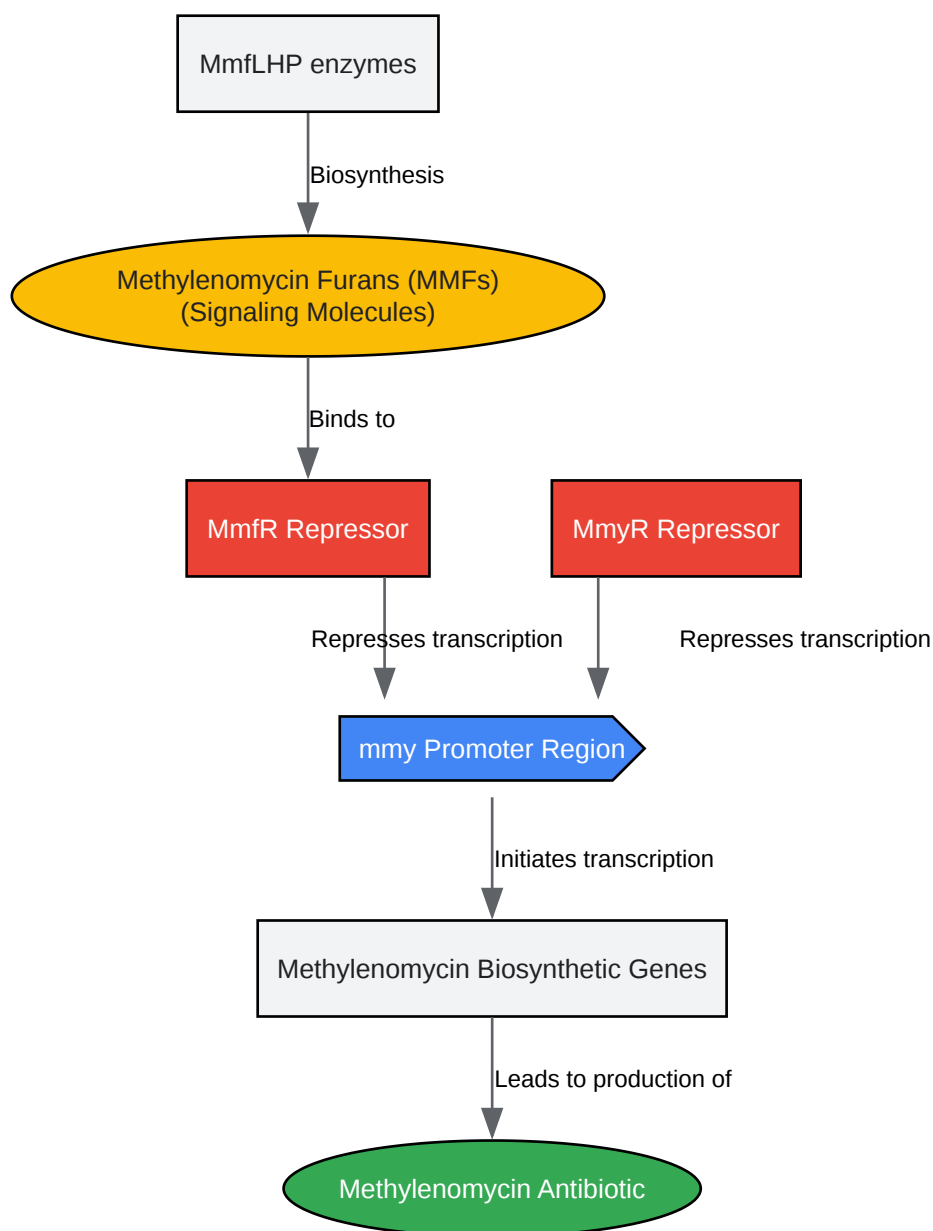 MmfLHP enzymes
Biosynthesis
Methylenomycin Furans (MMFs)
(Signaling Molecules)
Binds to
MmfR Repressor
MmyR Repressor
Represses transcription
Represses transcription
mmy Promoter Region
Initiates transcription
Methylenomycin Biosynthetic Genes
Leads to production of
Methylenomycin Antibiotic